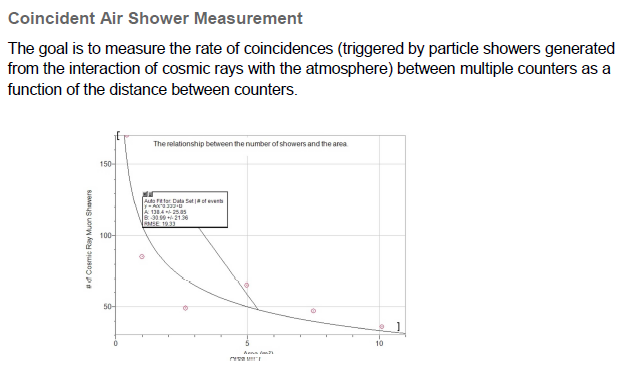 Coincident Air Shower Measurement
The goal is to measure the rate of coincidences (triggered by particle showers generated
from the interaction of cosmic rays with the atmosphere) between multiple counters as a
function of the distance between counters.
The relationship between the number of showers and the area.
150
Auto Fit for: Data Set | # of events
A: 138.4 +/- 25.85
B: -30.99 +/- 21.36
RMSE: 19.33
100
# of Cosmic Ray Muon Showers
50
0
5
10
Area (m2)